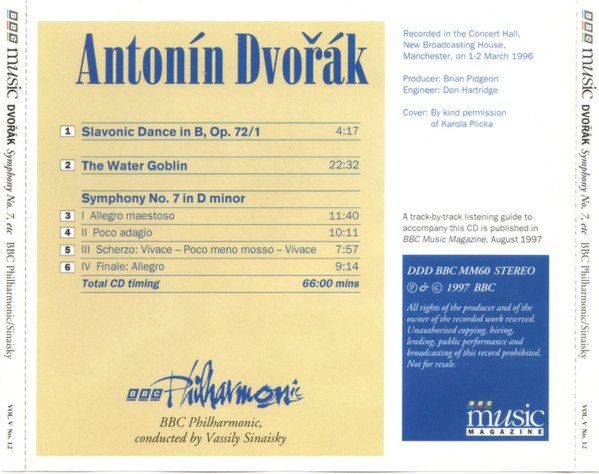 BBC music DVOŘÁK Symphony No. 7, etc BBC Philharmonic/Sinaisky VOL. V No. 12
Antonín Dvořák
1 Slavonic Dance in B, Op. 72/1 4:17
2 The Water Goblin 22:32
Symphony No. 7 in D minor
3 I Allegro maestoso 11:40
4 II Poco adagio 10:11
5 III Scherzo: Vivace – Poco meno mosso – Vivace 7:57
6 IV Finale: Allegro 9:14
Total CD timing 66:00 mins
BBC Philharmonic
BBC Philharmonic,
conducted by Vassily Sinaisky
Recorded in the Concert Hall,
New Broadcasting House,
Manchester, on 1-2 March 1996
Producer: Brian Pidgeon
Engineer: Don Hartridge
Cover: By kind permission
of Karola Plicka
A track-by-track listening guide to
accompany this CD is published in
BBC Music Magazine, August 1997
DDD BBC MM60 STEREO
Ⓟ & © 1997 BBC
All rights of the producer and of the
owner of the recorded work reserved.
Unauthorised copying, hiring,
lending, public performance and
broadcasting of this record prohibited.
Not for resale.
BBC
music
MAGAZINE
BBC music DVOŘÁK Symphony No. 7, etc BBC Philharmonic/Sinaisky VOL. V No. 12